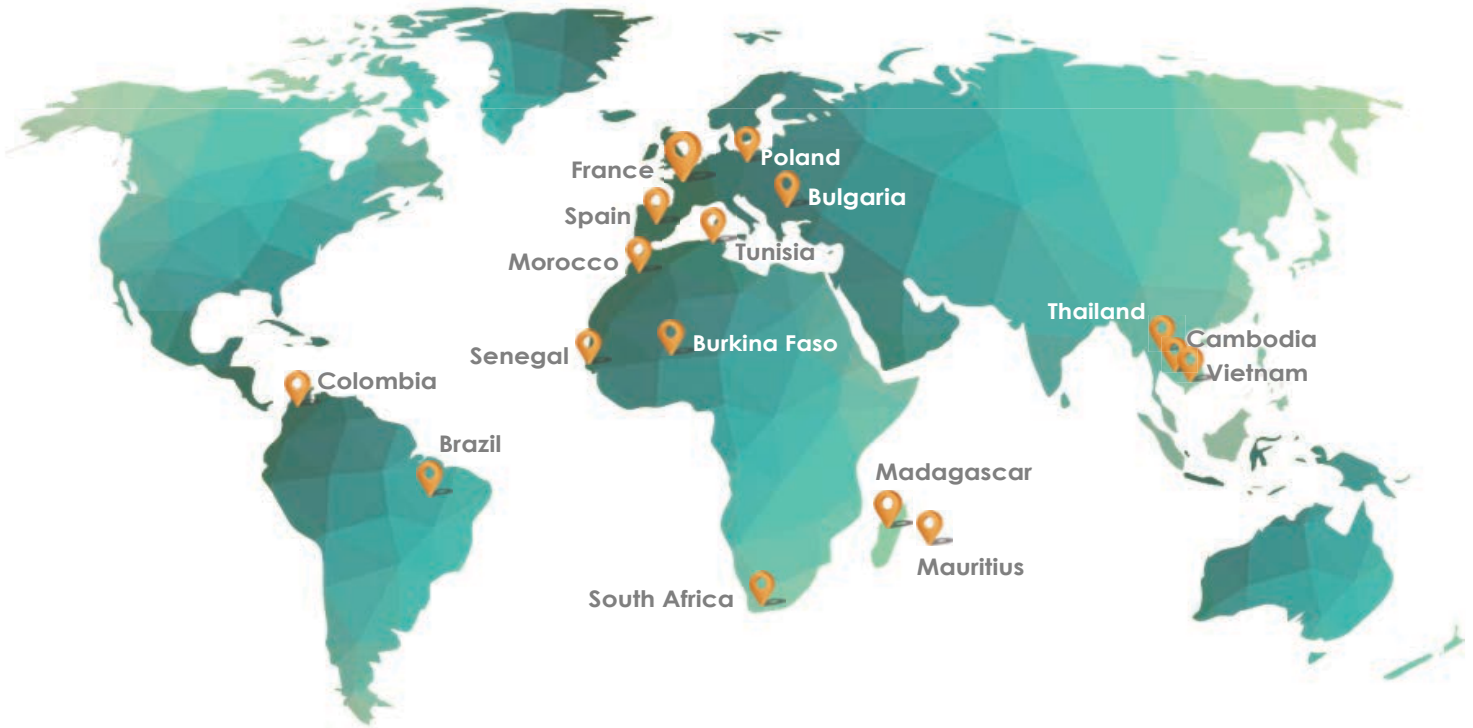 Poland
France
Bulgaria
Spain
Tunisia
Morocco
Thailand
Cambodia
Burkina Faso
Senegal
Vietnam
Colombia
Brazil
Madagascar
Mauritius
South Africa